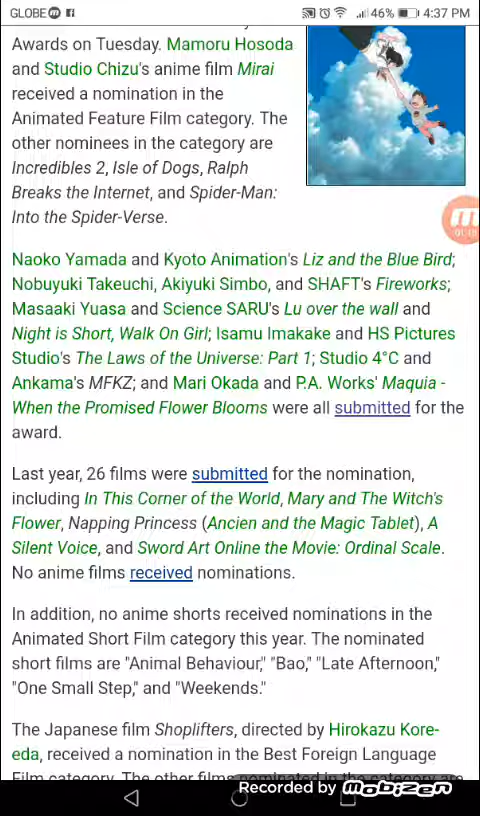 GLOBE 46% 4:37 PM
Awards on Tuesday. Mamoru Hosoda
and Studio Chizu's anime film Mirai
received a nomination in the
Animated Feature Film category. The
other nominees in the category are
Incredibles 2, Isle of Dogs, Ralph
Breaks the Internet, and Spider-Man:
Into the Spider-Verse.
Naoko Yamada and Kyoto Animation's Liz and the Blue Bird;
Nobuyuki Takeuchi, Akiyuki Simbo, and SHAFT's Fireworks;
Masaaki Yuasa and Science SARU's Lu over the wall and
Night is Short, Walk On Girl; Isamu Imakake and HS Pictures
Studio's The Laws of the Universe: Part 1; Studio 4°C and
Ankama's MFKZ; and Mari Okada and P.A. Works' Maquia -
When the Promised Flower Blooms were all submitted for the
award.
Last year, 26 films were submitted for the nomination,
including In This Corner of the World, Mary and The Witch's
Flower, Napping Princess (Ancien and the Magic Tablet), A
Silent Voice, and Sword Art Online the Movie: Ordinal Scale.
No anime films received nominations.
In addition, no anime shorts received nominations in the
Animated Short Film category this year. The nominated
short films are "Animal Behaviour," "Bao," "Late Afternoon,"
"One Small Step," and "Weekends."
The Japanese film Shoplifters, directed by Hirokazu Kore-
eda, received a nomination in the Best Foreign Language
Film category. The other films nominated in the category are
Recorded by Mobizen